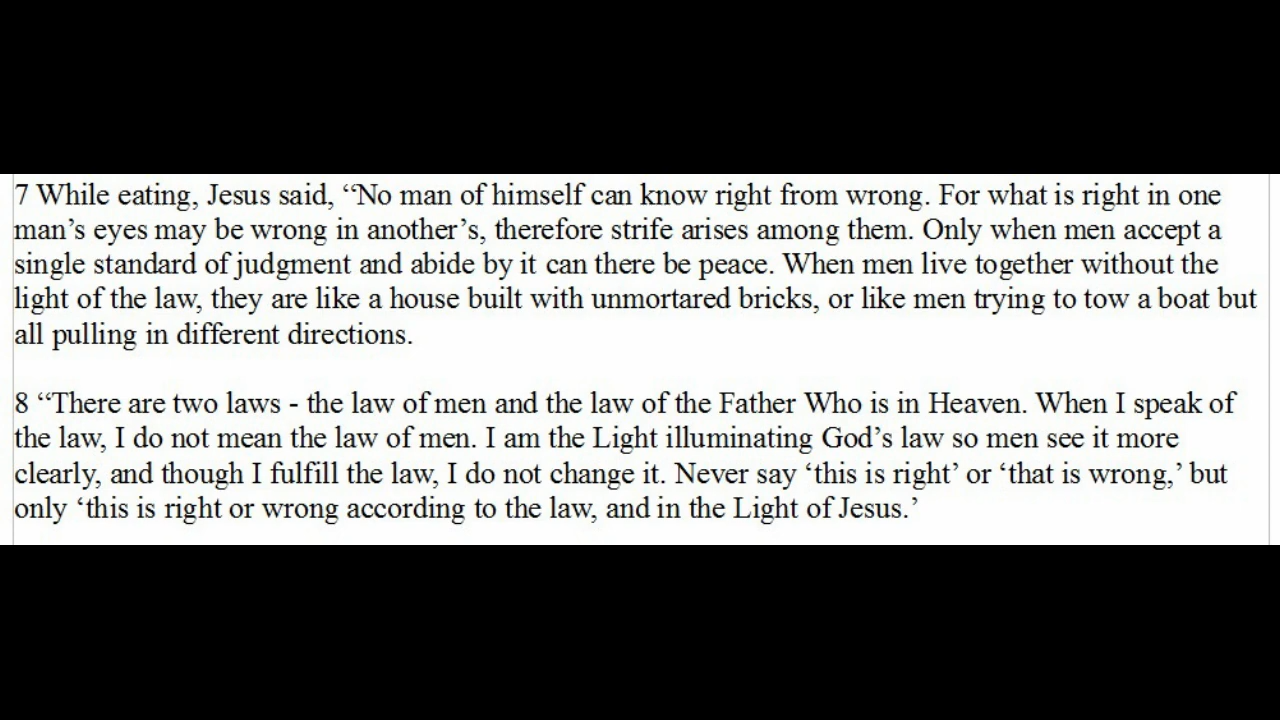 7 While eating, Jesus said, “No man of himself can know right from wrong. For what is right in one
man’s eyes may be wrong in another’s, therefore strife arises among them. Only when men accept a
single standard of judgment and abide by it can there be peace. When men live together without the
light of the law, they are like a house built with unmortared bricks, or like men trying to tow a boat but
all pulling in different directions.
8 “There are two laws - the law of men and the law of the Father Who is in Heaven. When I speak of
the law, I do not mean the law of men. I am the Light illuminating God’s law so men see it more
clearly, and though I fulfill the law, I do not change it. Never say ‘this is right’ or ‘that is wrong,’ but
only ‘this is right or wrong according to the law, and in the Light of Jesus.’